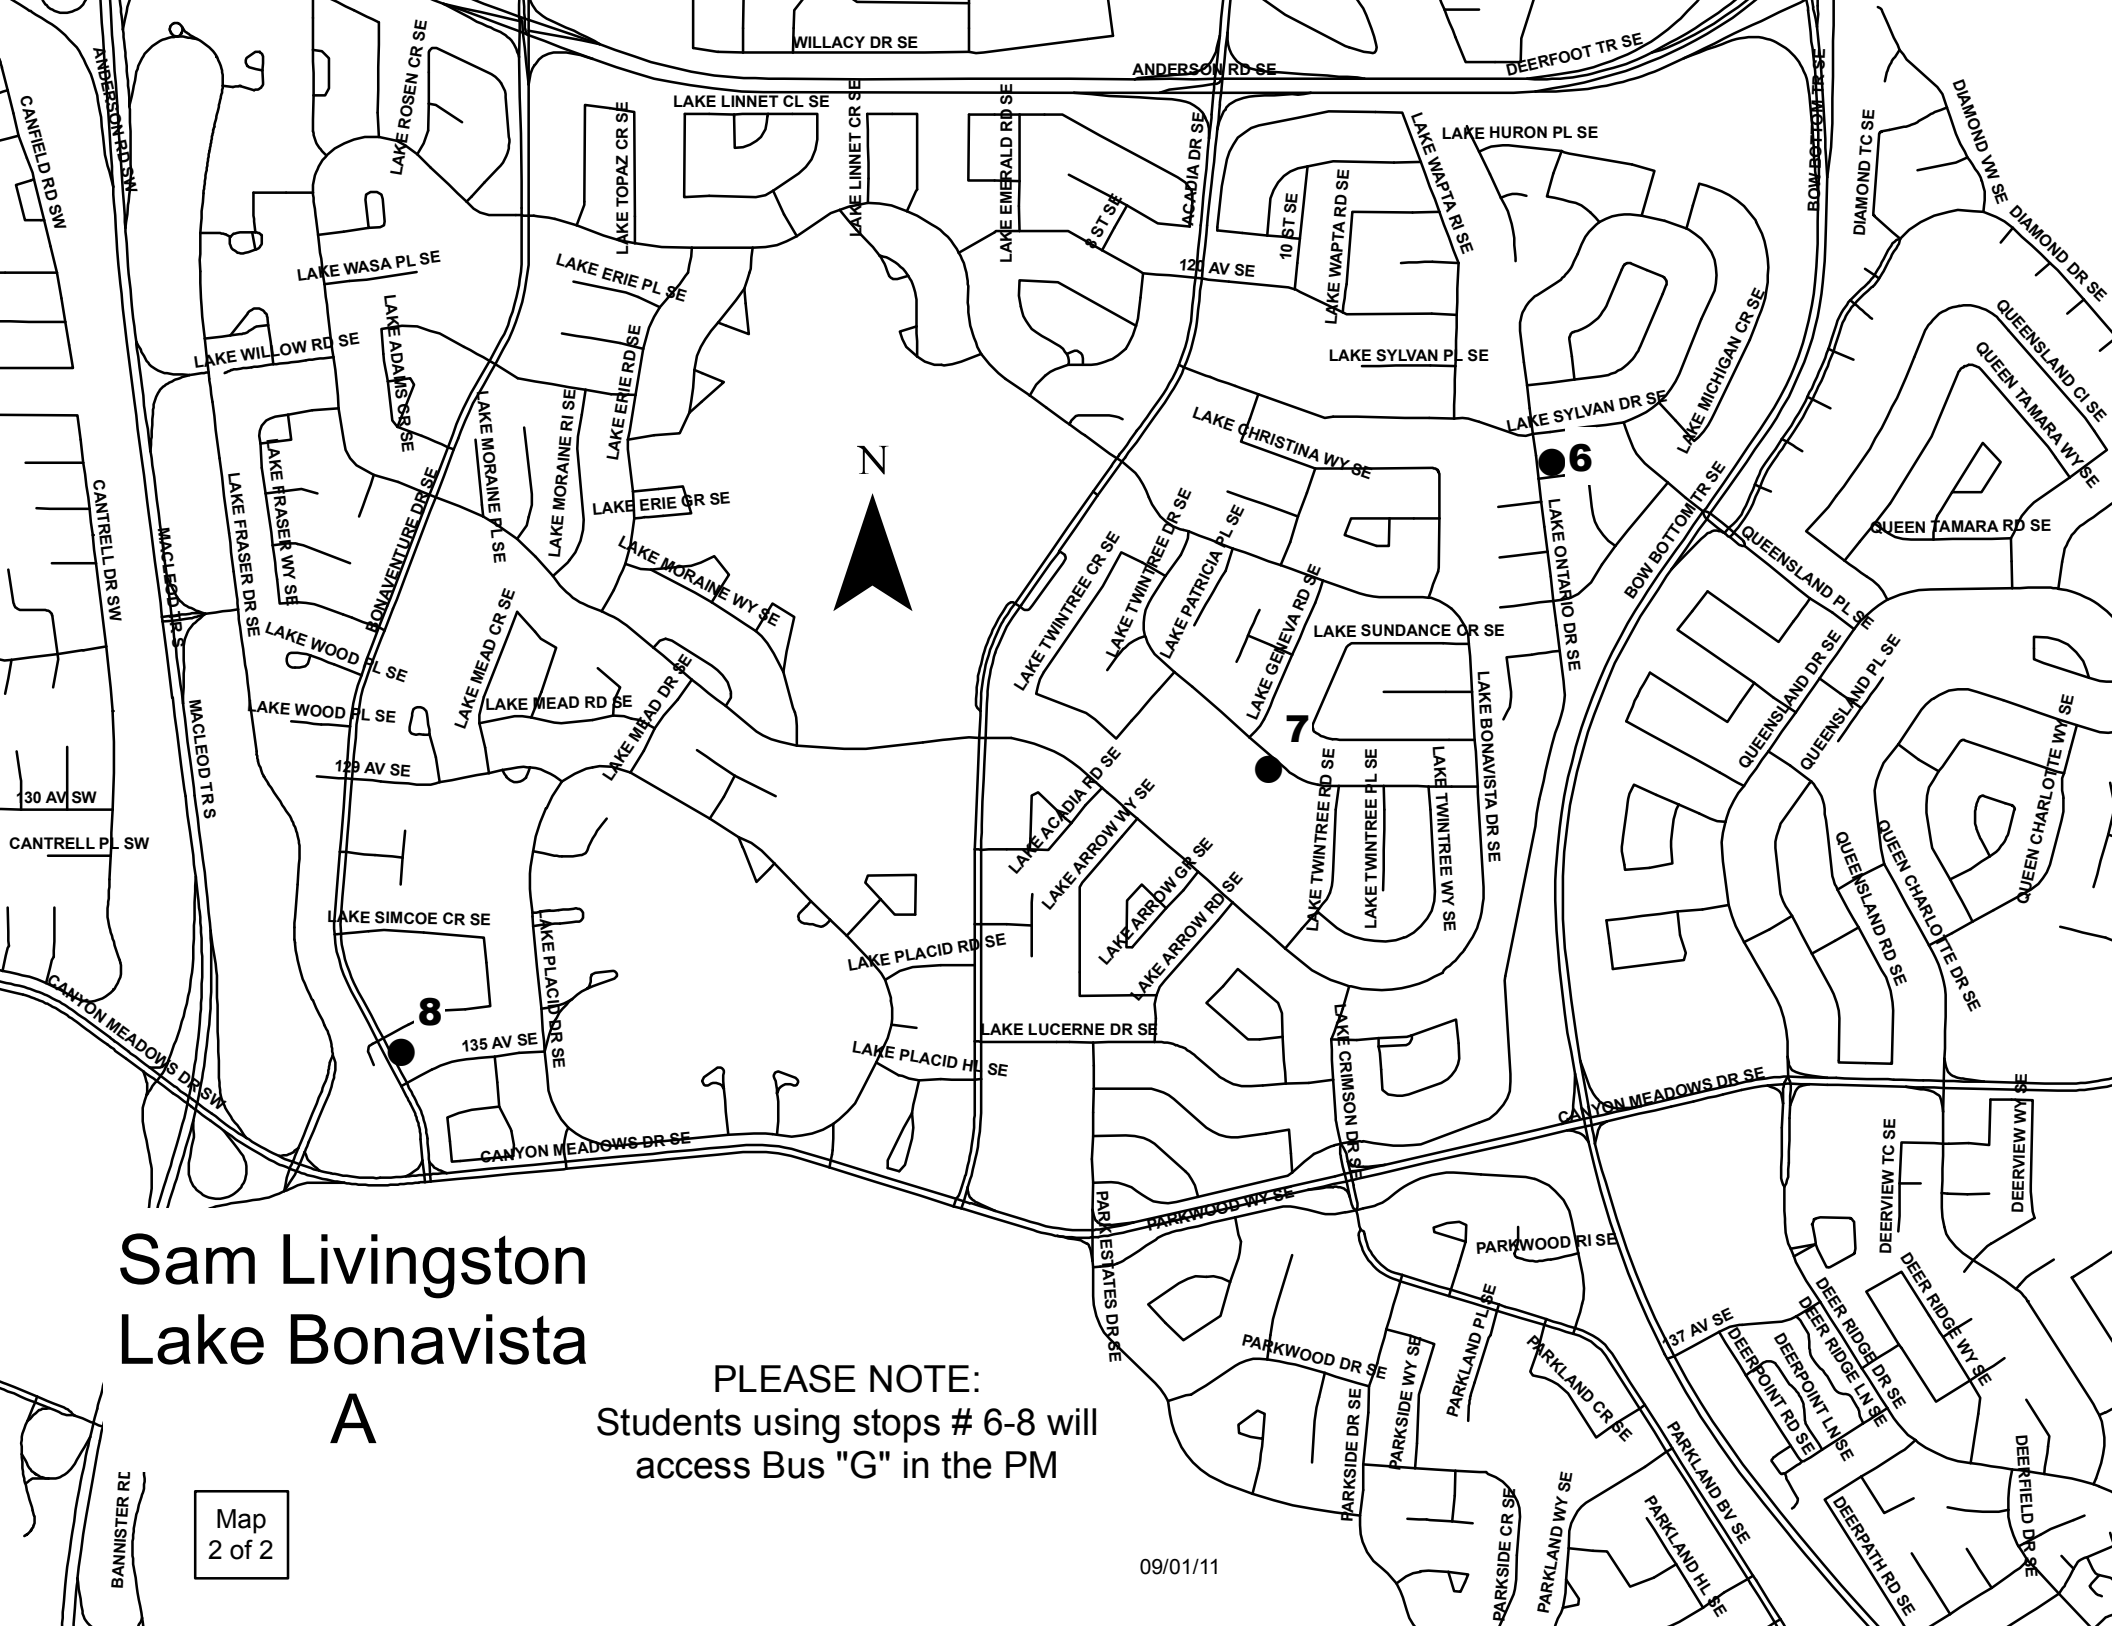 WILLACY DR SE
DEERFOOT TR SE
ANDERSON RD SE
ANDERSON RD SW
CANFIELD RD SW
LAKE ROSEN CR SE
LAKE LINNET CL SE
LAKE LINNET CR SE
LAKE TOPAZ CR SE
LAKE EMERALD RD SE
8 ST SE
ACADIA DR SE
120 AV SE
10 ST SE
LAKE WAPTA RD SE
LAKE WAPTA RI SE
LAKE HURON PL SE
BOW BOTTOM TR SE
DIAMOND TC SE
DIAMOND VW SE
DIAMOND DR SE
LAKE WASA PL SE
LAKE ERIE PL SE
LAKE WILLOW RD SE
LAKE ADAMS CR SE
LAKE ERIE RD SE
LAKE MORAINE RI SE
LAKE MORAINE PL SE
LAKE SYLVAN PL SE
LAKE SYLVAN DR SE
LAKE MICHIGAN CR SE
QUEENSLAND CI SE
QUEEN TAMARA WY SE
QUEEN TAMARA RD SE
LAKE CHRISTINA WY SE
6
N
LAKE FRASER WY SE
LAKE FRASER DR SE
CANTRELL DR SW
MACLEOD TR S
BONAVENTURE DR SE
LAKE ERIE GR SE
LAKE MORAINE WY SE
LAKE TWINTREE CR SE
LAKE TWINTREE DR SE
LAKE PATRICIA PL SE
LAKE GENEVA RD SE
LAKE SUNDANCE CR SE
LAKE ONTARIO DR SE
BOW BOTTOM TR SE
QUEENSLAND PL SE
QUEENSLAND DR SE
QUEENSLAND PL SE
LAKE WOOD PL SE
LAKE WOOD PL SE
LAKE MEAD CR SE
LAKE MEAD RD SE
LAKE MEAD DR SE
MACLEOD TR S
7
LAKE BONAVISTA DR SE
129 AV SE
130 AV SW
CANTRELL PL SW
LAKE ACADIA RD SE
LAKE ARROW WY SE
LAKE ARROW GR SE
LAKE ARROW RD SE
LAKE TWINTREE RD SE
LAKE TWINTREE PL SE
LAKE TWINTREE WY SE
QUEENSLAND RD SE
QUEEN CHARLOTTE DR SE
QUEEN CHARLOTTE WY SE
LAKE SIMCOE CR SE
LAKE PLACID DR SE
LAKE PLACID RD SE
CANYON MEADOWS DR SW
8
135 AV SE
LAKE PLACID HL SE
LAKE LUCERNE DR SE
LAKE CRIMSON DR SE
CANYON MEADOWS DR SE
CANYON MEADOWS DR SE
DEERVIEW TC SE
DEERVIEW WY SE
PARKWOOD WY SE
PARKESTATES DR SE
PARKWOOD RI SE
DEER RIDGE WY SE
DEER RIDGE DR SE
DEER RIDGE LN SE
137 AV SE
DEERPOINT RD SE
DEERPOINT LN SE
PARKLAND PL SE
PARKWOOD DR SE
PARKSIDE WY SE
PARKSIDE DR SE
PARKLAND CR SE
PARKLAND BV SE
PARKSIDE CR SE
PARKLAND WY SE
PARKLAND HL SE
DEERPATH RD SE
DEERFIELD DR SE
Sam Livingston
Lake Bonavista
A
PLEASE NOTE:
Students using stops # 6-8 will
access Bus "G" in the PM
BANNISTER RD
Map
2 of 2
09/01/11